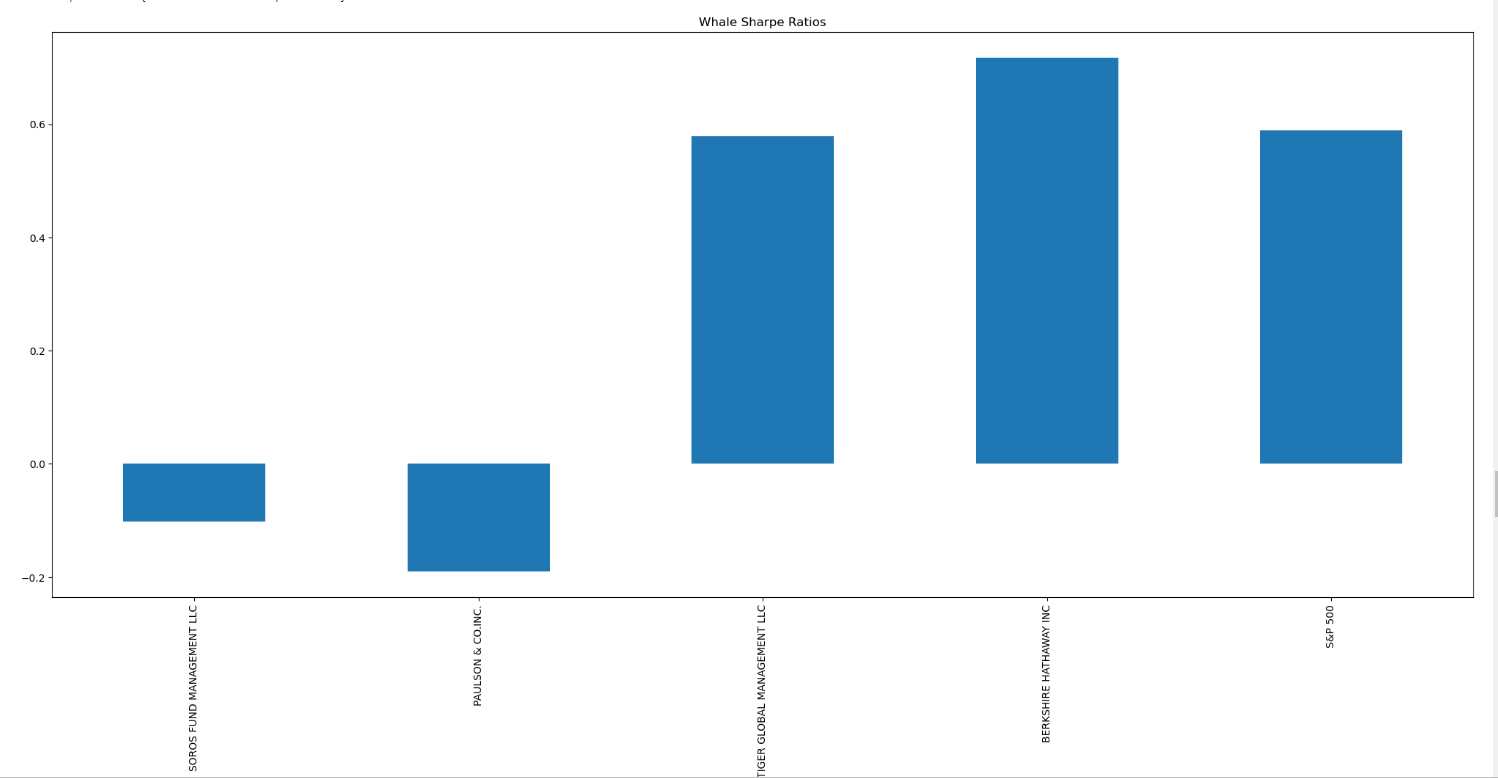 Whale Sharpe Ratios
0.6
0.4
0.2
0.0
−0.2
SOROS FUND MANAGEMENT LLC
PAULSON & CO.INC.
TIGER GLOBAL MANAGEMENT LLC
BERKSHIRE HATHAWAY INC
S&P 500